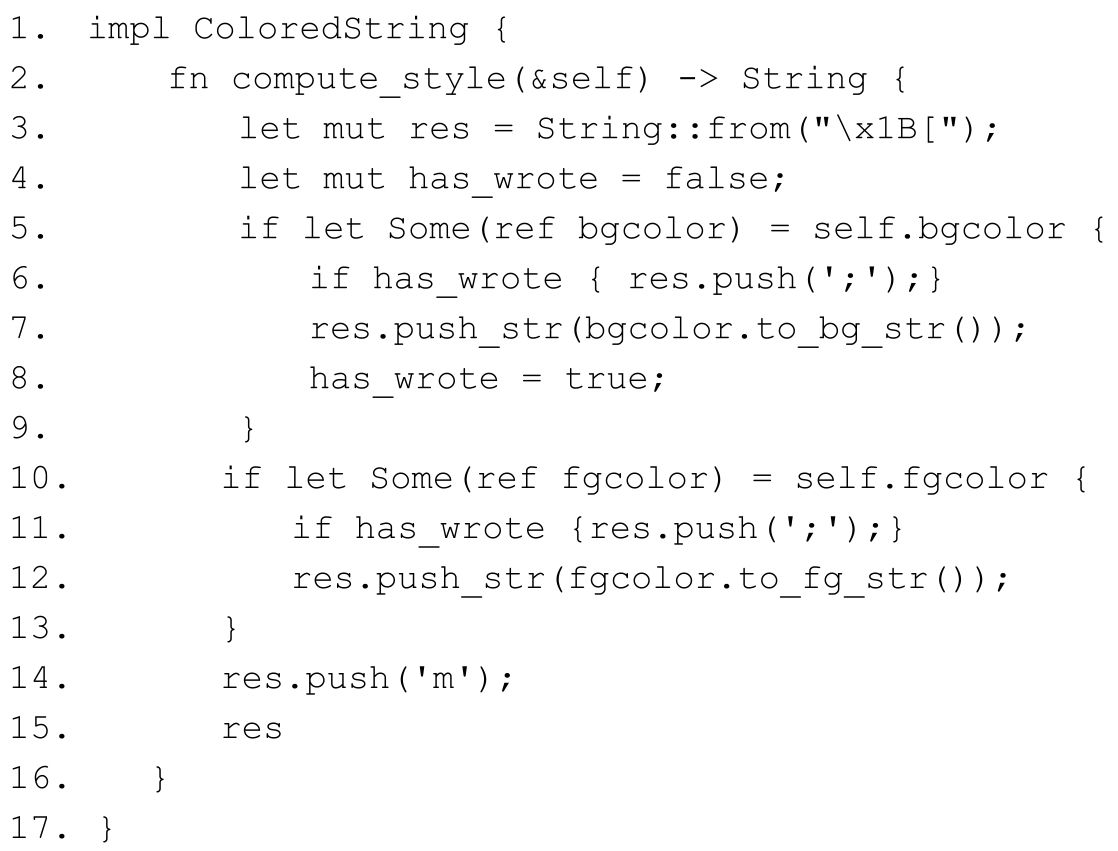 1. impl ColoredString {
2. fn compute_style(&self) -> String {
3. let mut res = String::from("\x1B[");
4. let mut has_wrote = false;
5. if let Some(ref bgcolor) = self.bgcolor {
6. if has_wrote { res.push(';');}
7. res.push_str(bgcolor.to_bg_str());
8. has_wrote = true;
9. }
10. if let Some(ref fgcolor) = self.fgcolor {
11. if has_wrote {res.push(';');}
12. res.push_str(fgcolor.to_fg_str());
13. }
14. res.push('m');
15. res
16. }
17. }